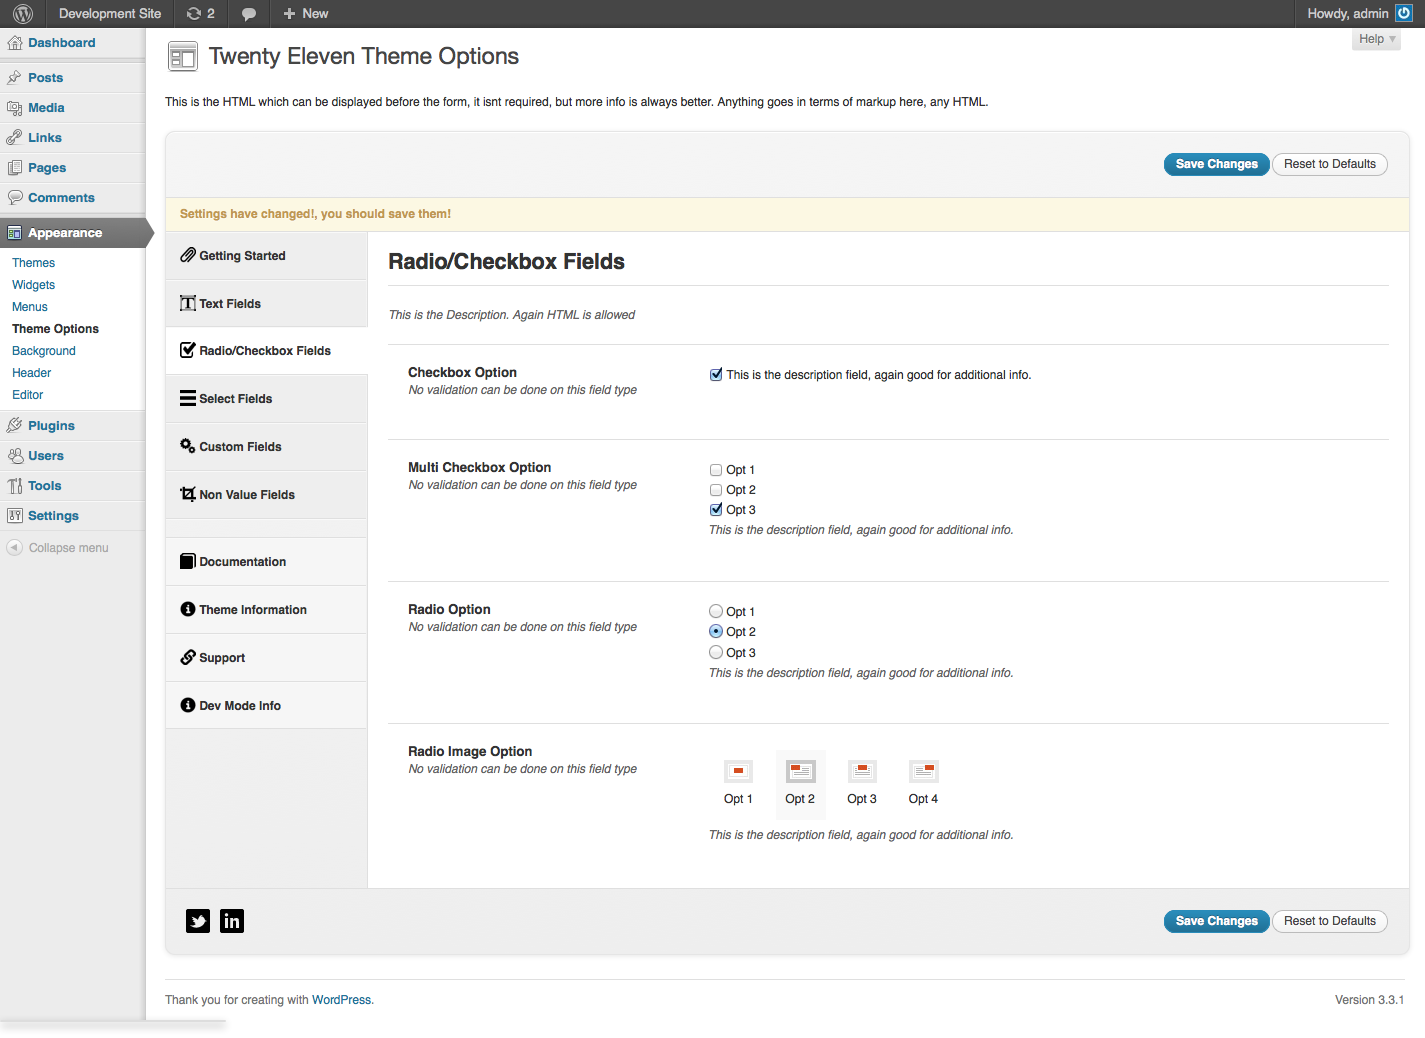 Development Site 2 + New Howdy, admin
Help
Dashboard
Posts
Media
Links
Pages
Comments
Appearance
Themes
Widgets
Menus
Theme Options
Background
Header
Editor
Plugins
Users
Tools
Settings
Collapse menu
Twenty Eleven Theme Options
This is the HTML which can be displayed before the form, it isnt required, but more info is always better. Anything goes in terms of markup here, any HTML.
Save Changes Reset to Defaults
Settings have changed!, you should save them!
Getting Started
Text Fields
Radio/Checkbox Fields
Select Fields
Custom Fields
Non Value Fields
Documentation
Theme Information
Support
Dev Mode Info
Radio/Checkbox Fields
This is the Description. Again HTML is allowed
Checkbox Option
No validation can be done on this field type
This is the description field, again good for additional info.
Multi Checkbox Option
No validation can be done on this field type
Opt 1
Opt 2
Opt 3
This is the description field, again good for additional info.
Radio Option
No validation can be done on this field type
Opt 1
Opt 2
Opt 3
This is the description field, again good for additional info.
Radio Image Option
No validation can be done on this field type
Opt 1 Opt 2 Opt 3 Opt 4
This is the description field, again good for additional info.
in
Save Changes Reset to Defaults
Thank you for creating with WordPress.
Version 3.3.1